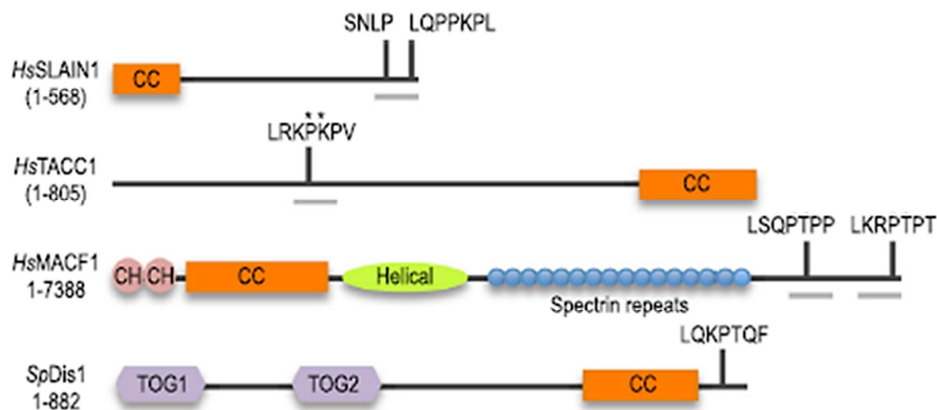 SNLP LQPPKPL
HsSLAIN1
(1-568)
CC
**
LRKPKPV
HsTACC1
(1-805)
CC
LSQPTPP LKRPTPT
HsMACF1
1-7388
CH CH CC Helical
Spectrin repeats
LQKPTQF
SpDis1
1-882
TOG1 TOG2 CC